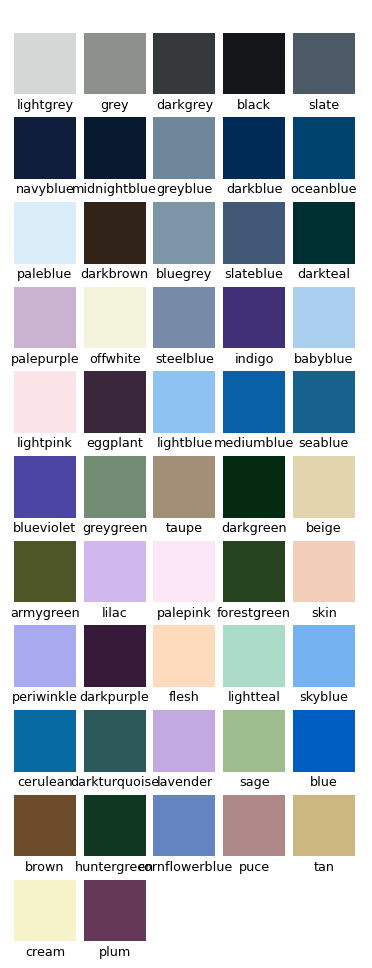 lightgrey grey darkgrey black slate
navyblue midnightblue greyblue darkblue oceanblue
paleblue darkbrown bluegrey slateblue darkteal
palepurple offwhite steelblue indigo babyblue
lightpink eggplant lightblue mediumblue seablue
blueviolet greygreen taupe darkgreen beige
armygreen lilac palepink forestgreen skin
periwinkle darkpurple flesh lightteal skyblue
cerulean darkturquoise lavender sage blue
brown huntergreen cornflowerblue puce tan
cream plum